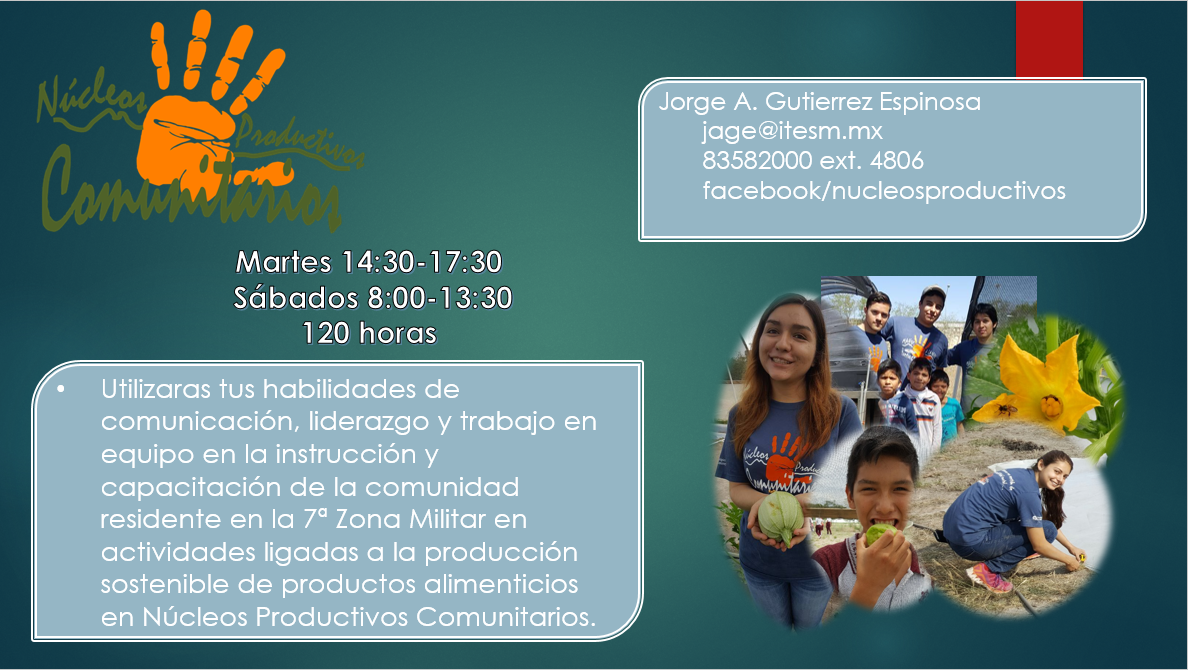 Núcleos
Productivos
Comunitarios
Jorge A. Gutierrez Espinosa
jage@itesm.mx
83582000 ext. 4806
facebook/nucleosproductivos
Martes 14:30-17:30
Sábados 8:00-13:30
120 horas
• Utilizaras tus habilidades de
comunicación, liderazgo y trabajo en
equipo en la instrucción y
capacitación de la comunidad
residente en la 7ª Zona Militar en
actividades ligadas a la producción
sostenible de productos alimenticios
en Núcleos Productivos Comunitarios.
Núcleos